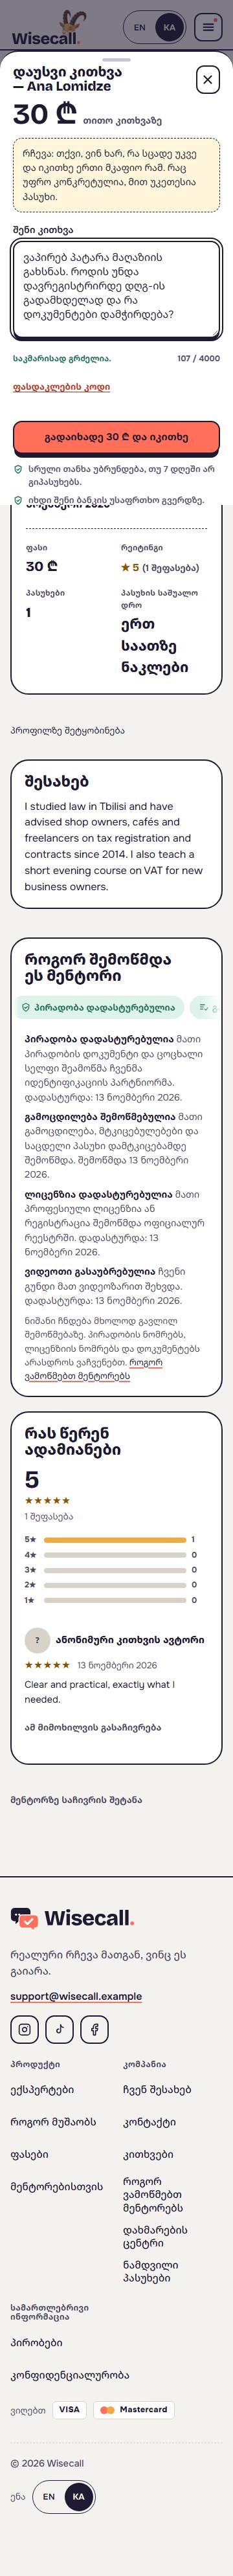 Wisecall.
EN
KA
დაუსვი კითხვა
— Ana Lomidze
30 ₾ თითო კითხვაზე
რჩევა: თქვი, ვინ ხარ, რა სცადე უკვე
და იკითხე ერთი მკაფიო რამ. რაც
უფრო კონკრეტულია, მით უკეთესია
პასუხი.
შენი კითხვა
ვაპირებ პატარა მაღაზიის
გახსნას. როდის უნდა
დავრეგისტრირდე დღგ-ის
გადამხდელად და რა
დოკუმენტები დამჭირდება?
საკმარისად გრძელია.
107 / 4000
ფასდაკლების კოდი
გადაიხადე 30 ₾ და იკითხე
სრული თანხა უბრუნდება, თუ 7 დღეში არ
გიპასუხებს.
იხდი შენი ბანკის უსაფრთხო გვერდზე.
ფასი
რეიტინგი
30 ₾
★ 5 (1 შეფასება)
პასუხები
პასუხის საშუალო
დრო
1
ერთ
საათზე
ნაკლები
პროფილზე შეტყობინება
შესახებ
I studied law in Tbilisi and have
advised shop owners, cafés and
freelancers on tax registration and
contracts since 2014. I also teach a
short evening course on VAT for new
business owners.
როგორ შემოწმდა
ეს მენტორი
პირადობა დადასტურებულია
პირადობა დადასტურებულია მათი
პირადობის დოკუმენტი და ცოცხალი
სელფი შეამოწმა ჩვენმა
იდენტიფიკაციის პარტნიორმა.
დადასტურდა: 13 ნოემბერი 2026.
გამოცდილება შემოწმებულია მათი
გამოცდილება, მტკიცებულებები და
საცდელი პასუხი დამტკიცებამდე
შემოწმდა. შემოწმდა 13 ნოემბერი
2026.
ლიცენზია დადასტურებულია მათი
პროფესიული ლიცენზია ან
რეგისტრაცია შემოწმდა ოფიციალურ
რეესტრში. დადასტურდა: 13
ნოემბერი 2026.
ვიდეოთი გასაუბრებულია ჩვენი
გუნდი მათ ვიდეოზარით შეხვდა.
დადასტურდა: 13 ნოემბერი 2026.
ნიშანი ჩნდება მხოლოდ გავლილ
შემოწმებაზე. პირადობის ნომრებს,
ლიცენზიის ნომრებს და დოკუმენტებს
არასდროს ვაჩვენებთ. როგორ
ვამოწმებთ მენტორებს
რას წერენ
ადამიანები
5
★★★★★
1 შეფასება
5★ 1
4★ 0
3★ 0
2★ 0
1★ 0
?
ანონიმური კითხვის ავტორი
★★★★★ 13 ნოემბერი 2026
Clear and practical, exactly what I
needed.
ამ მიმოხილვის გასაჩივრება
მენტორზე საჩივრის შეტანა
Wisecall.
რეალური რჩევა მათგან, ვინც ეს
გაიარა.
support@wisecall.example
პროდუქტი
კომპანია
ექსპერტები
ჩვენ შესახებ
როგორ მუშაობს
კონტაქტი
ფასები
კითხვები
მენტორებისთვის
როგორ
ვამოწმებთ
მენტორებს
დახმარების
ცენტრი
ნამდვილი
პასუხები
სამართლებრივი
ინფორმაცია
პირობები
კონფიდენციალურობა
ვიღებთ
VISA
Mastercard
© 2026 Wisecall
ენა
EN
KA